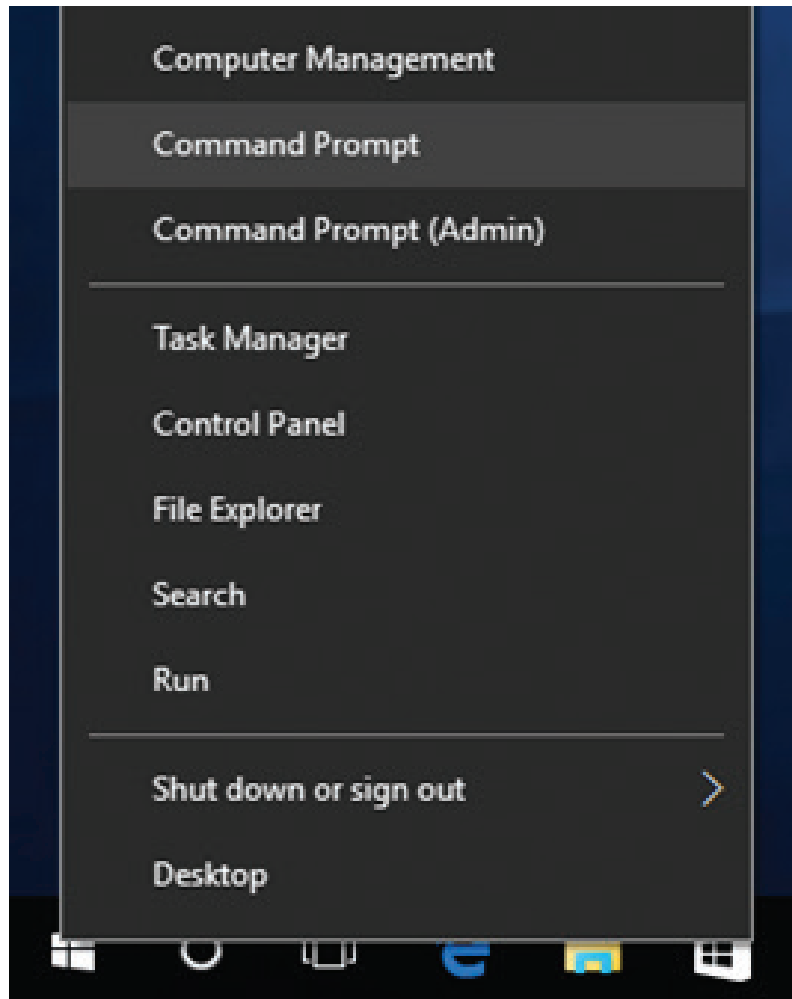 Computer Management
Command Prompt
Command Prompt (Admin)
Task Manager
Control Panel
File Explorer
Search
Run
Shut down or sign out
Desktop